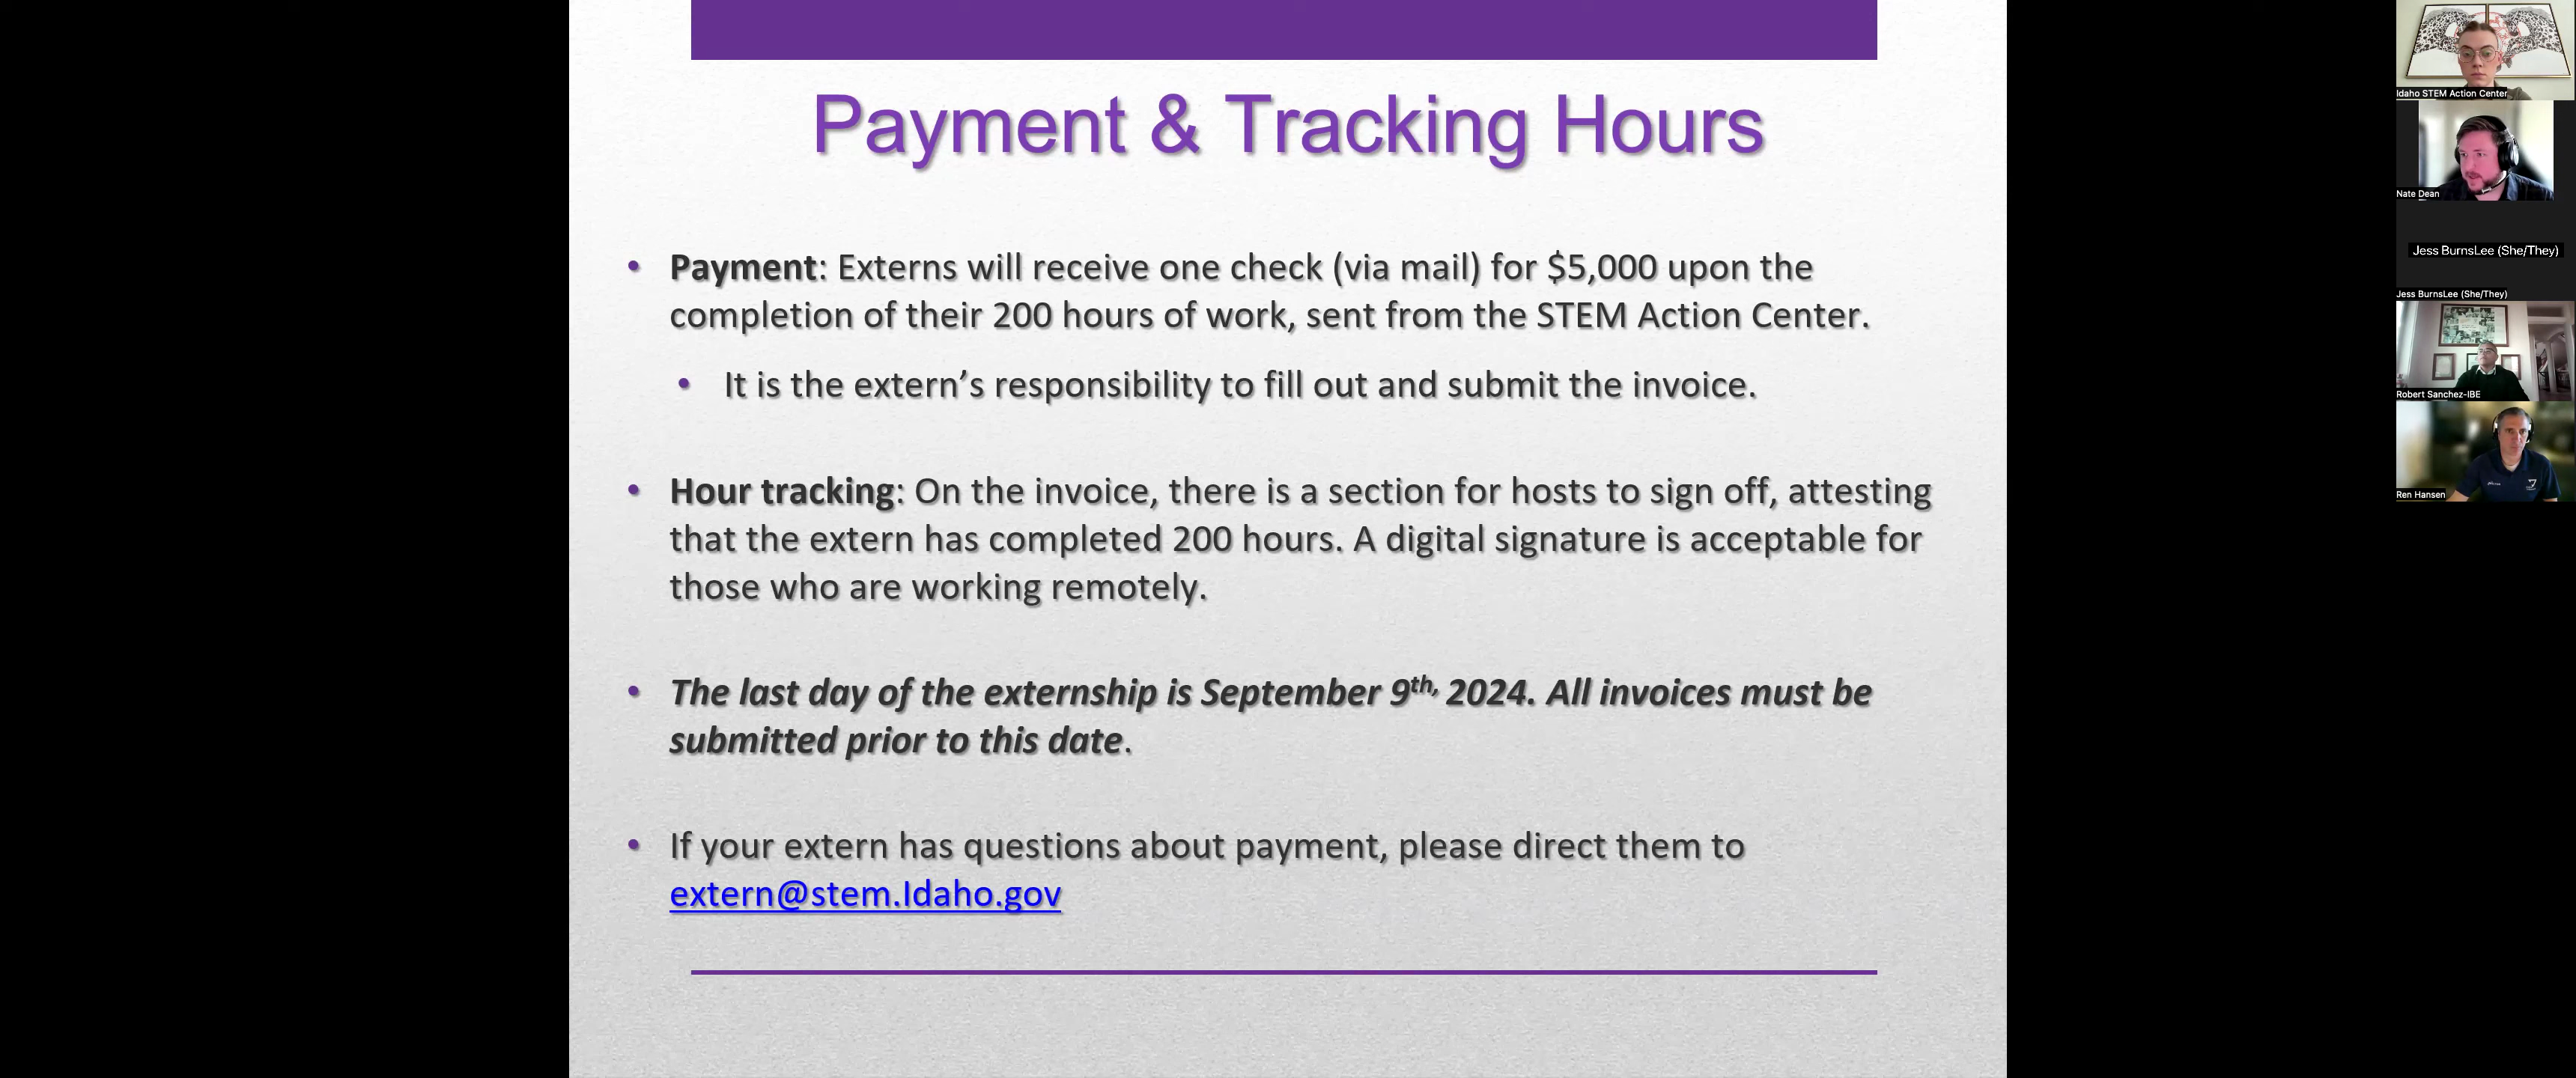 Payment & Tracking Hours
• Payment: Externs will receive one check (via mail) for $5,000 upon the
completion of their 200 hours of work, sent from the STEM Action Center.
• It is the extern’s responsibility to fill out and submit the invoice.
• Hour tracking: On the invoice, there is a section for hosts to sign off, attesting
that the extern has completed 200 hours. A digital signature is acceptable for
those who are working remotely.
• The last day of the externship is September 9th, 2024. All invoices must be
submitted prior to this date.
• If your extern has questions about payment, please direct them to
extern@stem.Idaho.gov
Idaho STEM Action Center
Nate Dean
Jess BurnsLee (She/They)
Jess BurnsLee (She/They)
Robert Sanchez-IBE
Ren Hansen